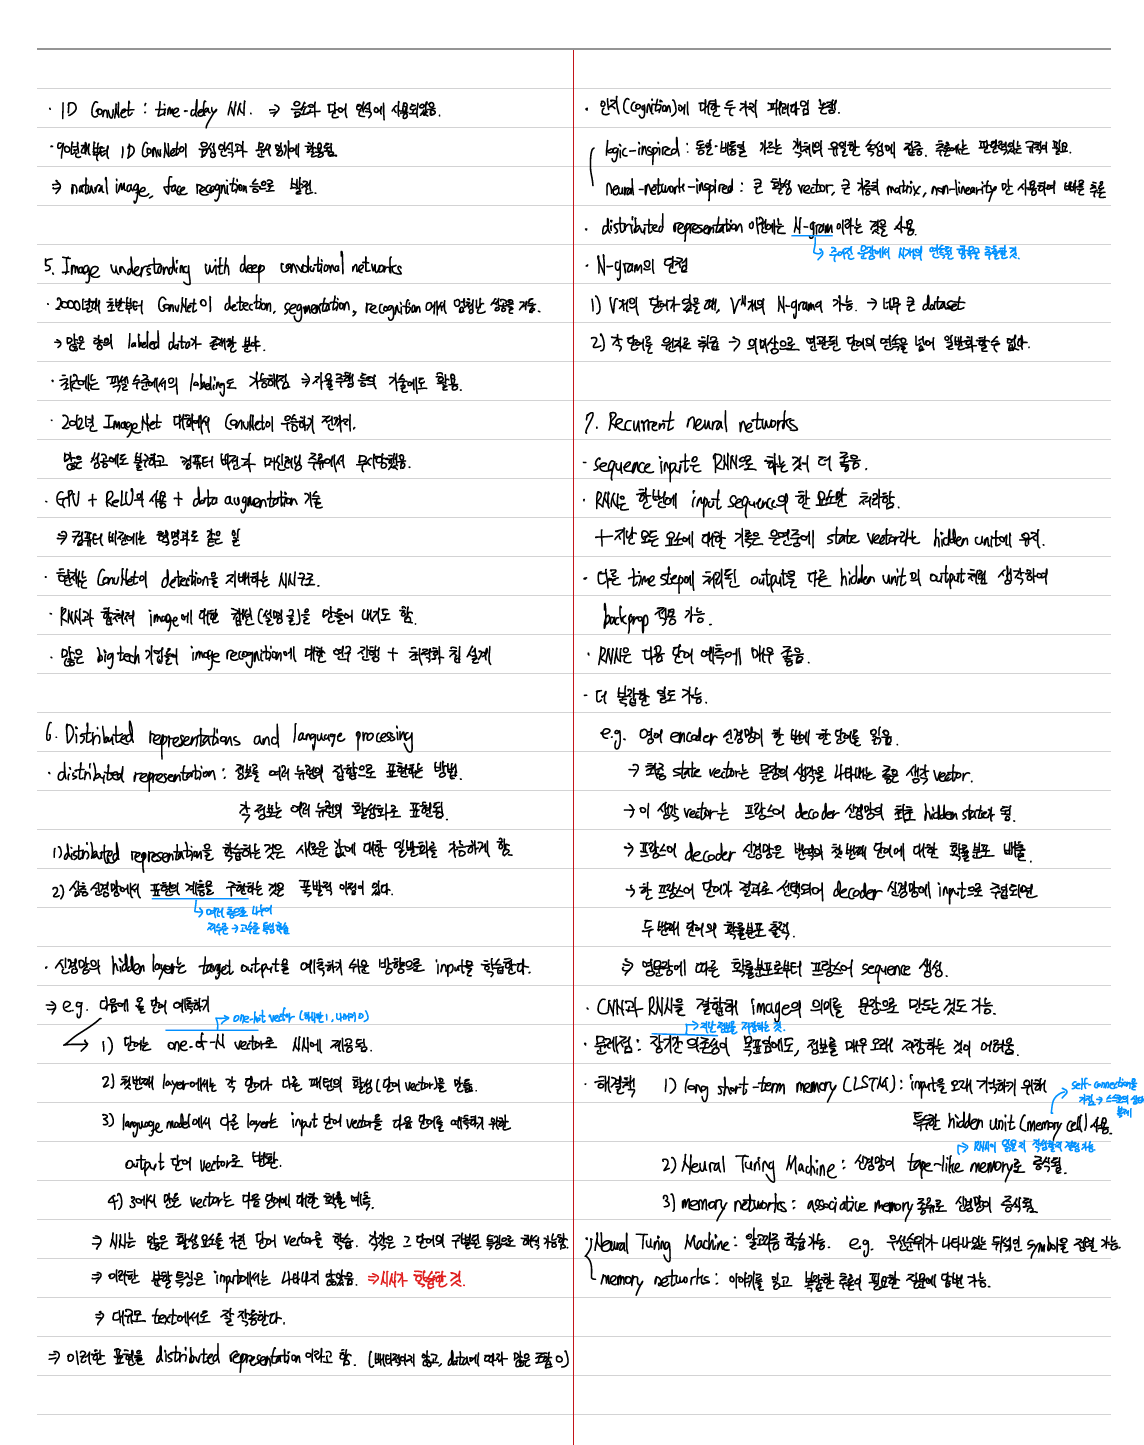 · 1D ConvNet : time-delay NN. ⇒ 음소와 단어 인식에 사용되었음.
· 90년대부터 1D ConvNet이 음성인식과 문서 읽기에 활용됨.
⇒ natural image, face recognition 등으로 발전.
5. Image understanding with deep convolutional networks
· 2000년대 초반부터 ConvNet이 detection, segmentation, recognition에서 엄청난 성공을 거둠.
→ 많은 양의 labeled data가 존재한 분야.
· 최근에는 픽셀 수준에서의 labeling도 가능해짐 ⇒ 자율주행 등의 기술에도 활용.
· 2012년 ImageNet 대회에서 ConvNet이 우승하기 전까지,
많은 성공에도 불구하고 컴퓨터 비전과 머신러닝 주류에서 무시당했음.
· GPU + ReLU의 사용 + data augmentation 기술
⇒ 컴퓨터 비전에는 혁명과도 같은 일
· 현재는 ConvNet이 detection을 지배하는 시스템구조.
· RNN과 합쳐져 image에 대한 캡션(설명글)을 만들어 내기도 함.
· 많은 big tech 기업들이 image recognition에 대한 연구 진행 + 최적화 칩 설계
6. Distributed representations and language processing
· distributed representation : 정보를 여러 뉴런의 집합으로 표현하는 방법.
각 정보는 여러 뉴런의 활성화로 표현됨.
1) distributed representation을 학습하는 것은 새로운 값에 대한 일반화를 가능하게 함.
2) 심층 신경망에서 표현의 계층을 구현하는 것은 폭발적 이점이 있다.
↳ 여러 층으로 나누어
저수준 → 고수준 특징학습
· 신경망의 hidden layer는 target output을 예측하기 쉬운 방향으로 input을 학습한다.
⇒ e.g. 다음에 올 단어 예측하기
→ one-hot vector (하나만 1, 나머지 0)
→ 1) 단어는 one-of-N vector로 NN에 제공됨.
2) 첫번째 layer에서는 각 단어가 다른 패턴의 활성(단어 vector)을 만듦.
3) language model에서 다른 layer는 input 단어 vector를 다음 단어를 예측하기 위한
output 단어 vector로 변환.
4) 3에서 만든 vector는 다음 단어에 대한 확률 예측.
⇒ NN는 많은 활성 요소를 가진 단어 vector를 학습. 각각은 그 단어의 구별된 특징으로 해석 가능함.
⇒ 이러한 분할 특징은 input에서는 나타나지 않았음. ⇒ NN가 학습한 것.
⇒ 대규모 text에서도 잘 작동한다.
⇒ 이러한 표현을 distributed representation이라고 함. (배타적이지 않고, data에 따라 많은 조합 O)
· 인지(cognition)에 대한 두 가지 패러다임 논쟁.
logic-inspired : 동일·비동일 기호는 객체의 유일한 속성에 집중. 추론에는 판명력있는 규칙이 필요.
neural-network-inspired : 큰 활성 vector, 큰 가중치 matrix, non-linearity만 사용하여 빠른 추론
· distributed representation 이전에는 N-gram이라는 것을 사용.
↳ 주어진 문장에서 N개의 연속된 항목을 추출한 것.
· N-gram의 단점
1) V개의 단어가 있을 때, Vᴺ개의 N-gram이 가능. → 너무 큰 dataset
2) 각 단어를 원자로 취급 → 의미상으로 연관된 단어의 연속을 넘어 일반화할 수 없다.
7. Recurrent neural networks
· sequence input은 RNN으로 하는 것이 더 좋음.
· RNN은 한번에 input sequence의 한 요소만 처리함.
+ 지난 모든 요소에 대한 기록은 은연중에 state vector라는 hidden unit에 유지.
· 다른 time step에 처리된 output을 다른 hidden unit의 output처럼 생각하여
backprop 적용 가능.
· RNN은 다음 단어 예측에 매우 좋음.
· 더 복잡한 일도 가능.
e.g. 영어 encoder 신경망이 한 번에 한 단어를 읽음.
→ 최종 state vector는 문장의 생각을 나타내는 좋은 생각 vector.
→ 이 생각 vector는 프랑스어 decoder 신경망의 최초 hidden state가 됨.
→ 프랑스어 decoder 신경망은 번역의 첫 번째 단어에 대한 확률분포 배출.
→ 한 프랑스어 단어가 결과로 선택되어 decoder 신경망에 input으로 주입되면
두 번째 단어의 확률분포 출력.
⇒ 영문장에 따른 확률분포로부터 프랑스어 sequence 생성.
· CNN과 RNN을 결합해 image의 의미를 문장으로 만드는 것도 가능.
→ 지난 정보를 저장하는 것.
· 문제점 : 장기간 의존성이 목표임에도, 정보를 매우 오래 저장하는 것이 어려움.
· 해결책 1) long short-term memory (LSTM) : input을 오래 기억하기 위해
self-connection을
특수한 hidden unit (memory cell) 사용.
2) Neural Turing Machine : 신경망이 tape-like memory로 증식됨.
3) memory networks : associative memory 종류로 신경망이 증식됨.
· Neural Turing Machine : 알고리즘 학습 가능. e.g. 우선순위가 나타나있는 뒤섞인 symbol을 정렬 가능.
memory networks : 이야기를 읽고 복잡한 추론이 필요한 질문에 답변 가능.